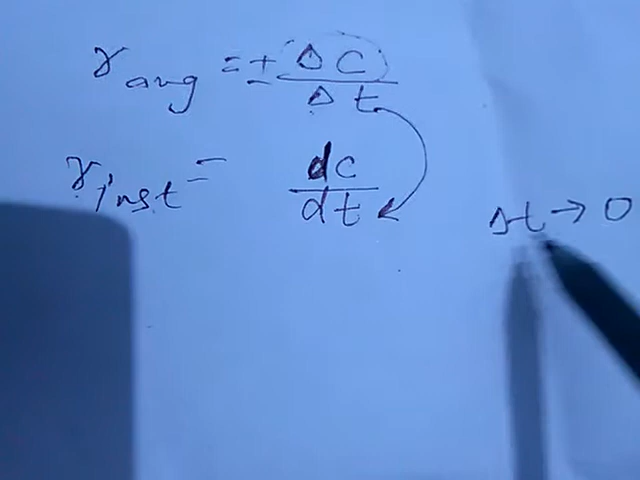 r avg = ± Δc/Δt
r inst = dc/dt
Δt → 0